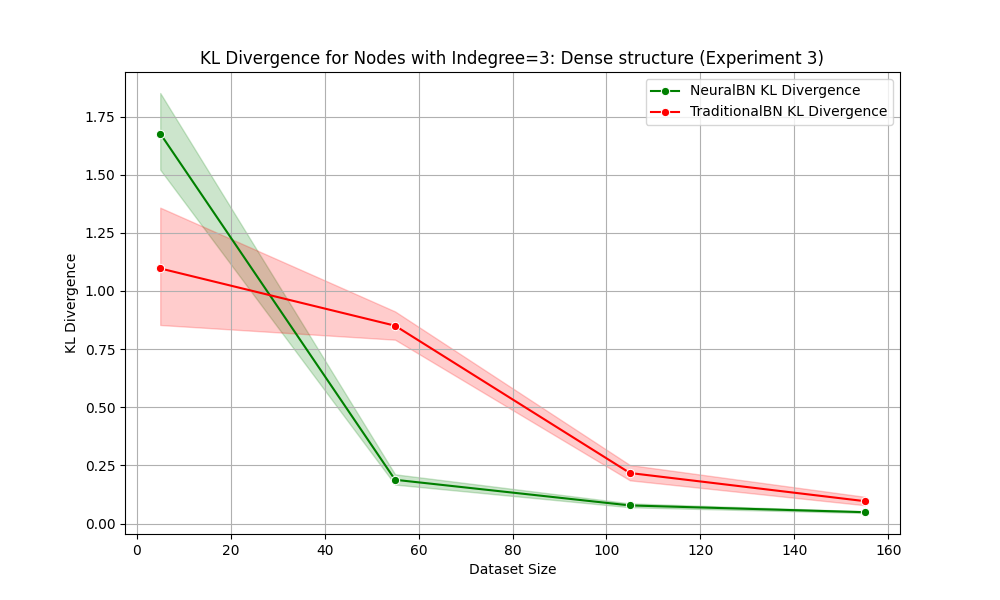 KL Divergence for Nodes with Indegree=3: Dense structure (Experiment 3)
NeuralBN KL Divergence
TraditionalBN KL Divergence
KL Divergence
1.75
1.50
1.25
1.00
0.75
0.50
0.25
0.00
0 20 40 60 80 100 120 140 160
Dataset Size